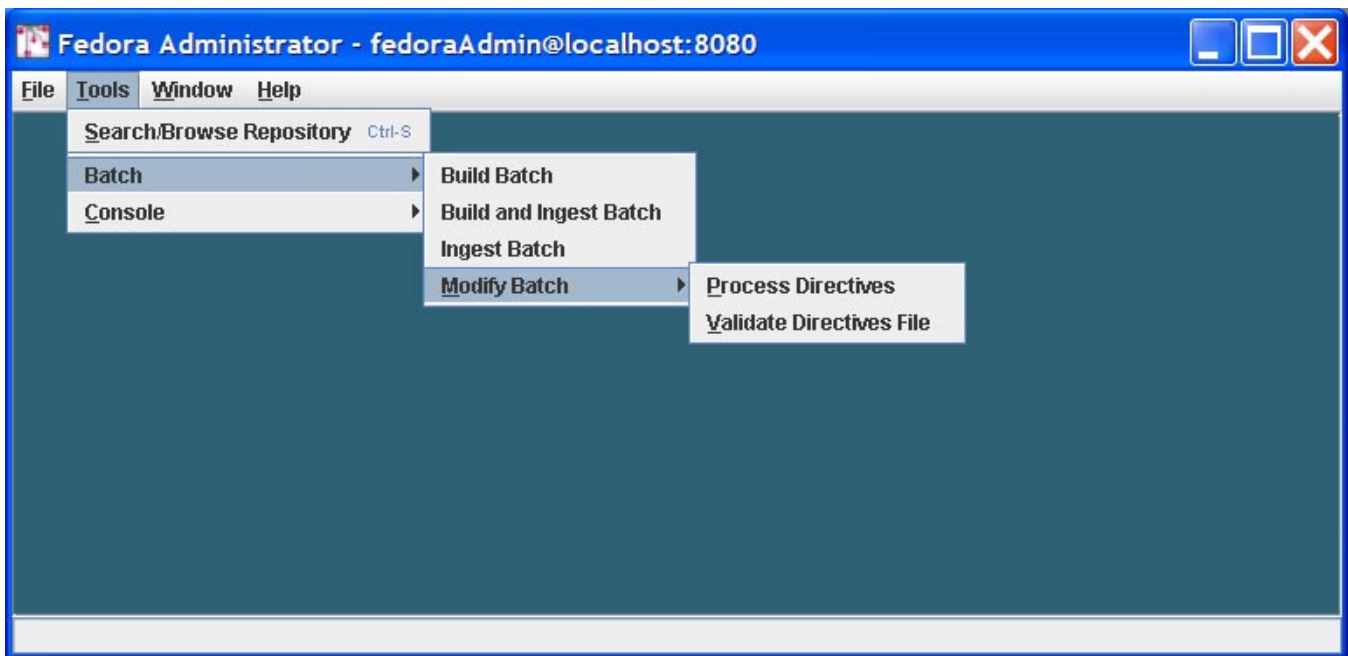 Fedora Administrator - fedoraAdmin@localhost:8080
File Tools Window Help
Search/Browse Repository Ctrl-S
Batch
Console
Build Batch
Build and Ingest Batch
Ingest Batch
Modify Batch
Process Directives
Validate Directives File